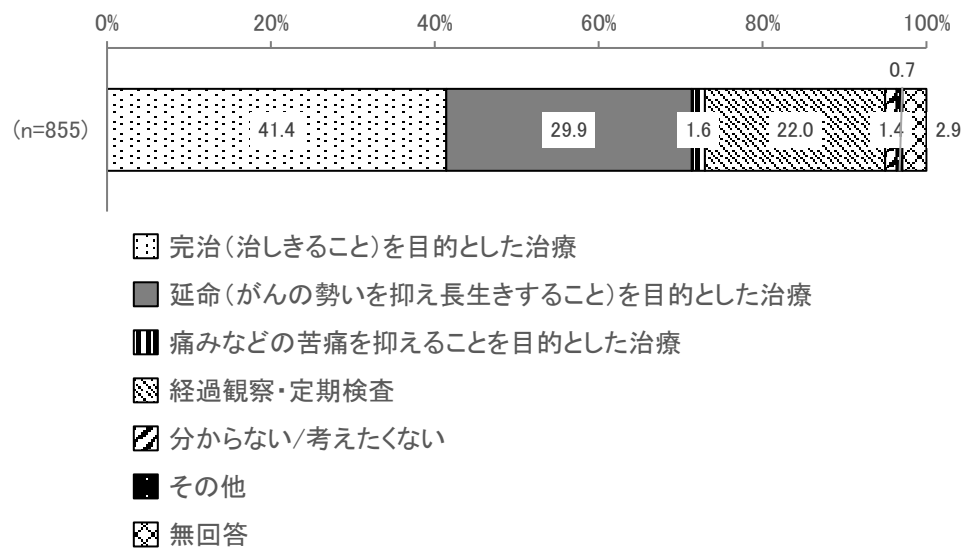 0% 20% 40% 60% 80% 100%
0.7
(n=855) 41.4 29.9 1.6 22.0 1.4 2.9
完治(治しきること)を目的とした治療
延命(がんの勢いを抑え長生きすること)を目的とした治療
痛みなどの苦痛を抑えることを目的とした治療
経過観察・定期検査
分からない/考えたくない
その他
無回答